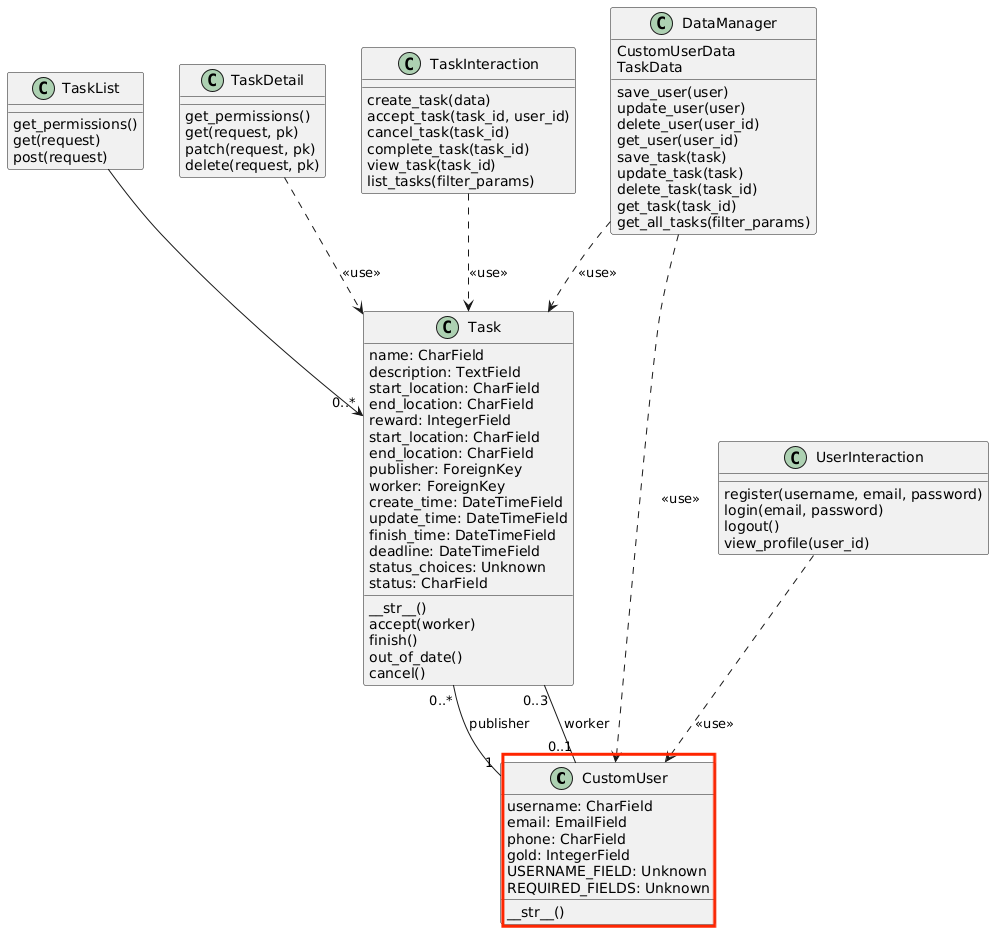 C DataManager
CustomUserData
TaskData
save_user(user)
update_user(user)
delete_user(user_id)
get_user(user_id)
save_task(task)
update_task(task)
delete_task(task_id)
get_task(task_id)
get_all_tasks(filter_params)
C TaskInteraction
create_task(data)
accept_task(task_id, user_id)
cancel_task(task_id)
complete_task(task_id)
view_task(task_id)
list_tasks(filter_params)
C TaskDetail
get_permissions()
get(request, pk)
patch(request, pk)
delete(request, pk)
C TaskList
get_permissions()
get(request)
post(request)
«use»
«use»
«use»
C Task
name: CharField
description: TextField
start_location: CharField
end_location: CharField
reward: IntegerField
start_location: CharField
end_location: CharField
publisher: ForeignKey
worker: ForeignKey
create_time: DateTimeField
update_time: DateTimeField
finish_time: DateTimeField
deadline: DateTimeField
status_choices: Unknown
status: CharField
__str__()
accept(worker)
finish()
out_of_date()
cancel()
0..*
C UserInteraction
register(username, email, password)
login(email, password)
logout()
view_profile(user_id)
«use»
0..*
0..3
publisher
worker
«use»
0..1
1
C CustomUser
username: CharField
email: EmailField
phone: CharField
gold: IntegerField
USERNAME_FIELD: Unknown
REQUIRED_FIELDS: Unknown
__str__()